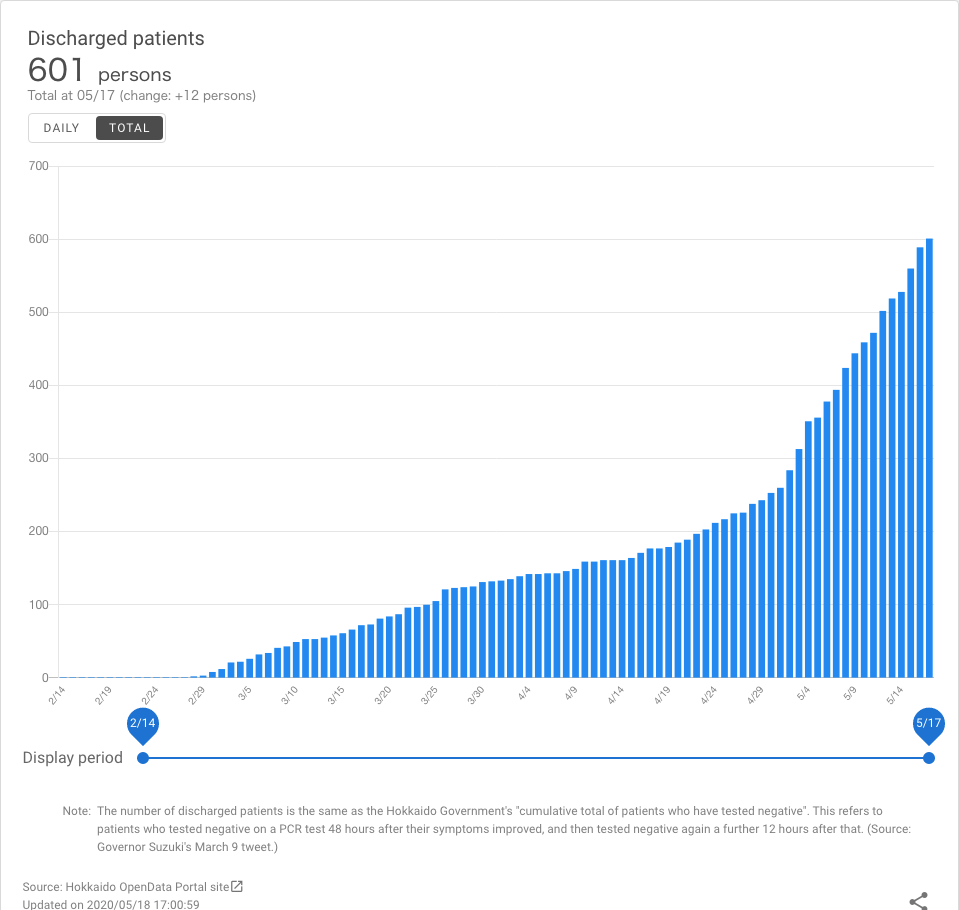 Discharged patients
601 persons
Total at 05/17 (change: +12 persons)
DAILY TOTAL
700
600
500
400
300
200
100
0
2/14 2/19 2/24 2/29 3/5 3/10 3/15 3/20 3/25 3/30 4/4 4/9 4/14 4/19 4/24 4/29 5/4 5/9 5/14
2/14 5/17
Display period
Note: The number of discharged patients is the same as the Hokkaido Government's "cumulative total of patients who have tested negative". This refers to
patients who tested negative on a PCR test 48 hours after their symptoms improved, and then tested negative again a further 12 hours after that. (Source:
Governor Suzuki's March 9 tweet.)
Source: Hokkaido OpenData Portal site
Updated on 2020/05/18 17:00:59